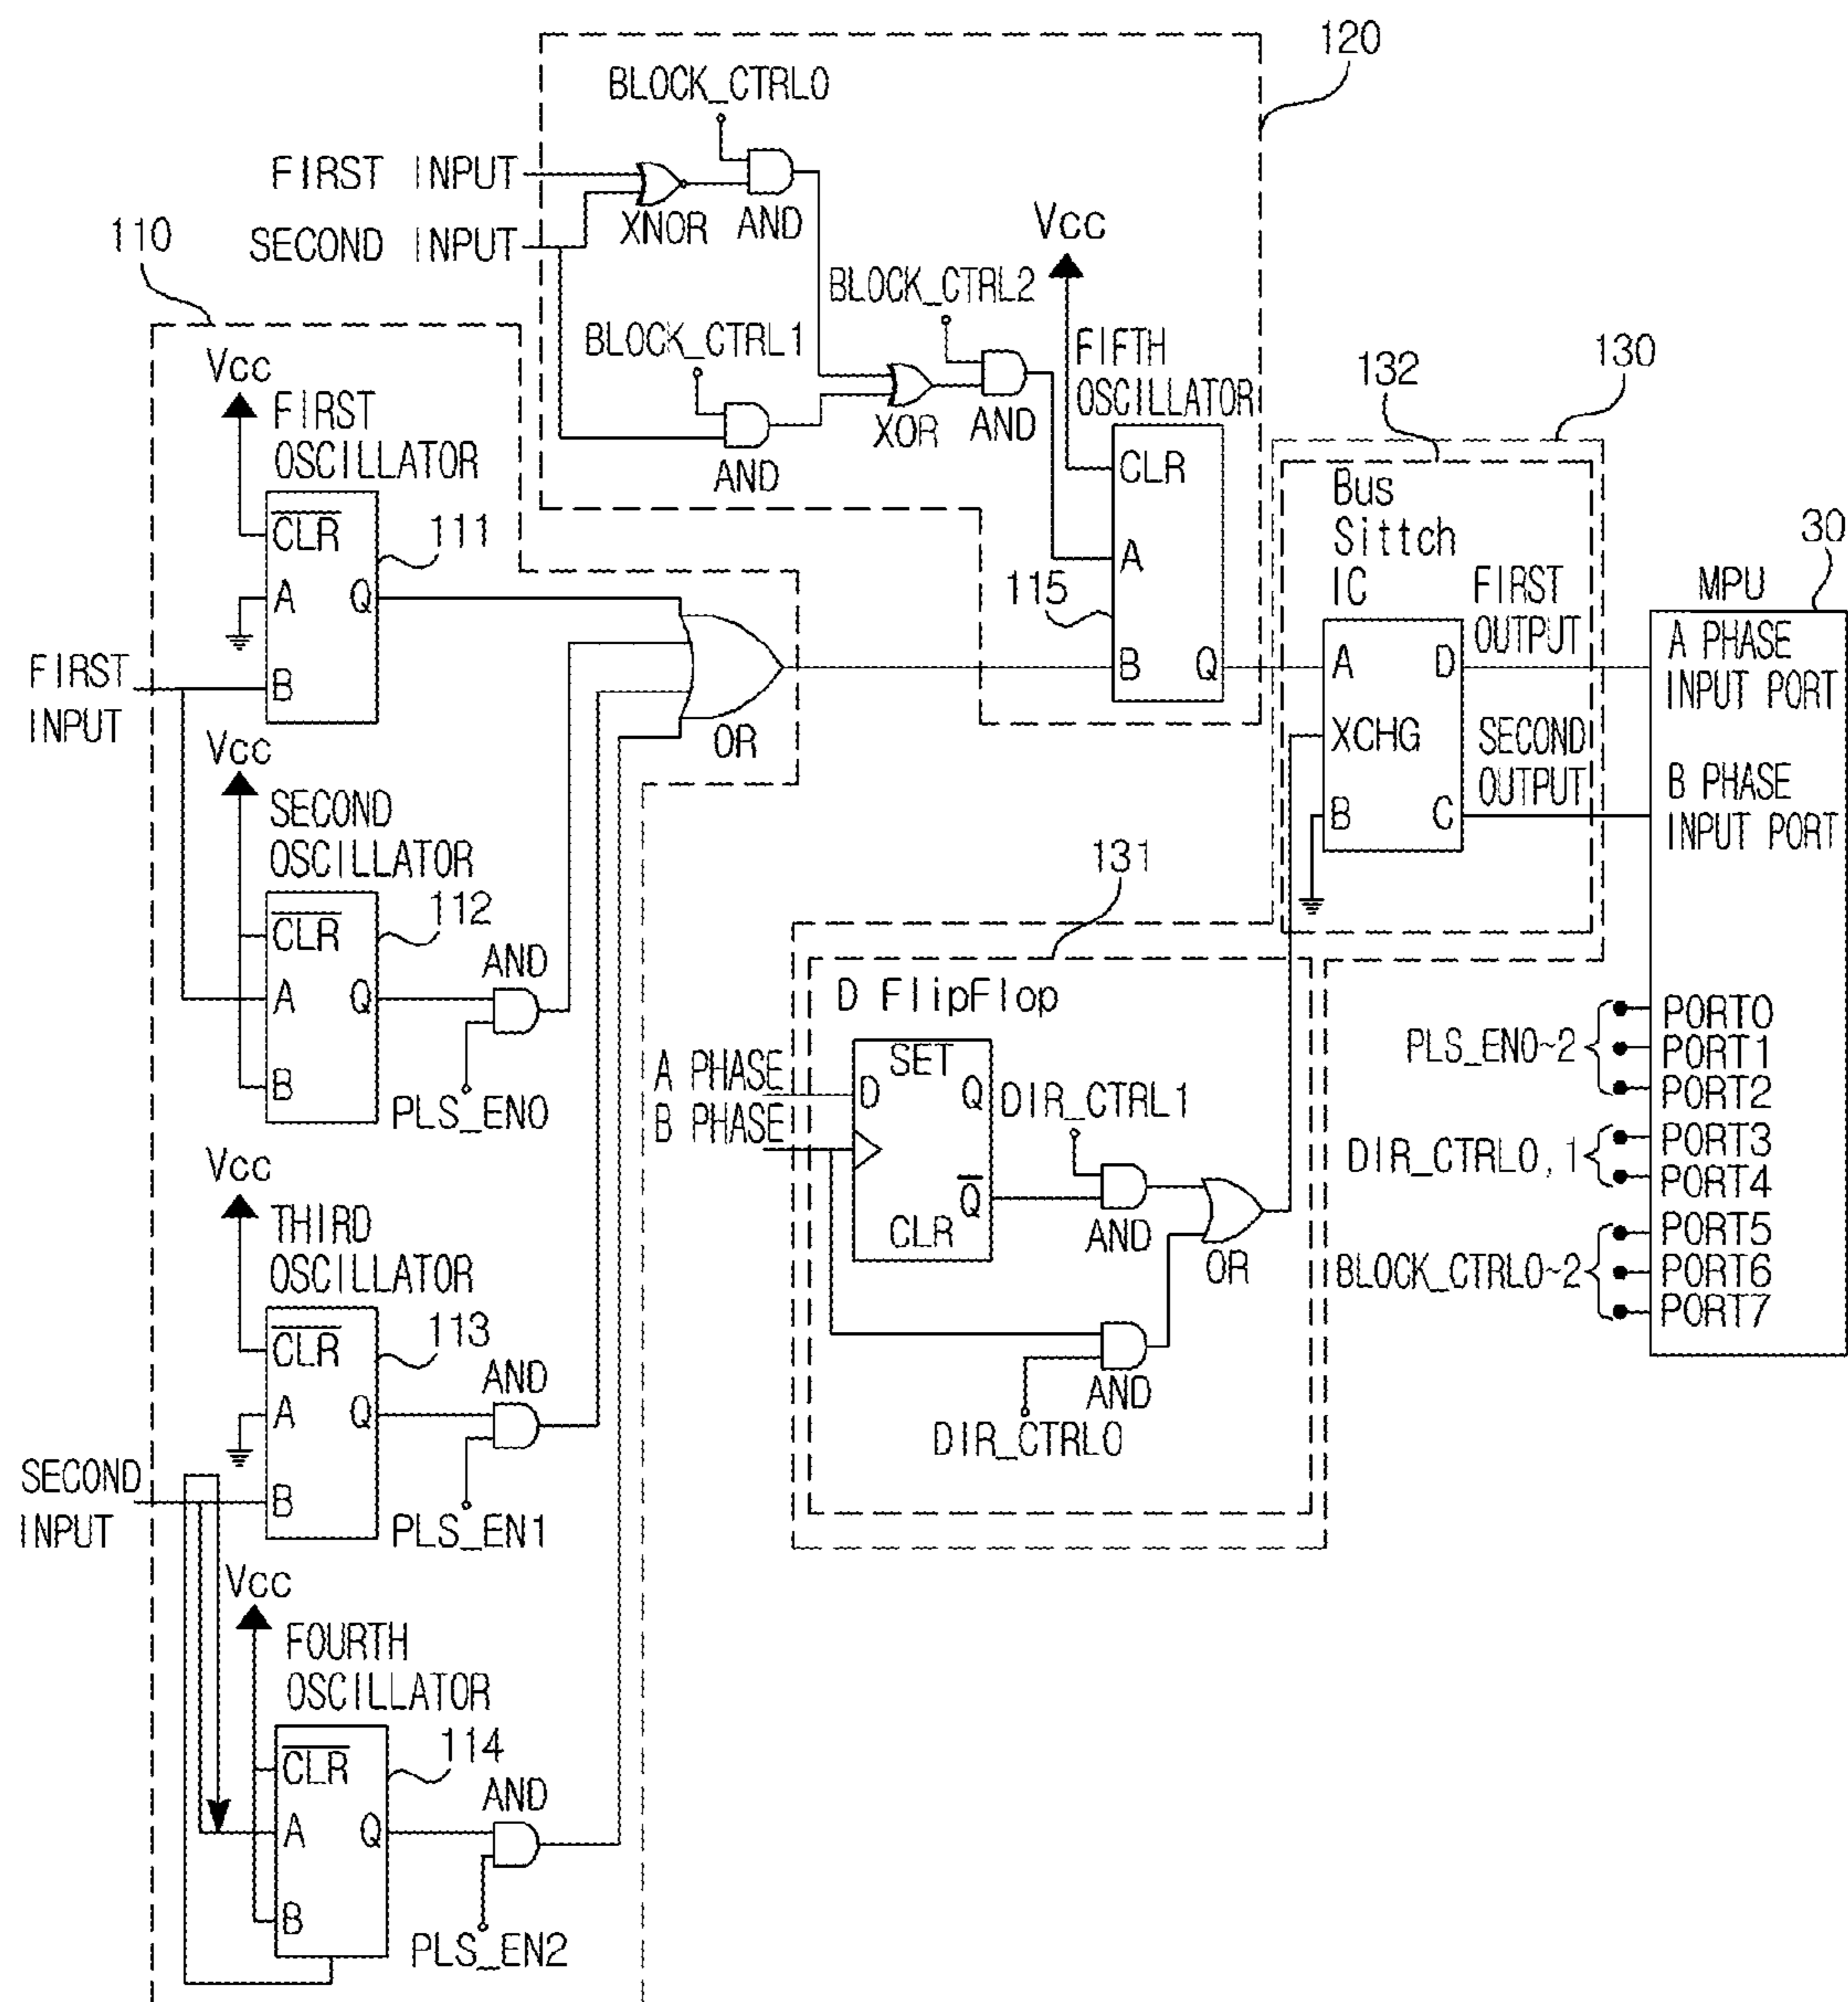 120
BLOCK_CTRL0
FIRST INPUT
XNOR
AND
SECOND INPUT
110
Vcc
BLOCK_CTRL2
BLOCK_CTRL1
FIFTH
OSCILLATOR
XOR
AND
AND
132
130
Vcc
FIRST
OSCILLATOR
CLR
111
A
Q
B
FIRST
INPUT
CLR
A
115
B
Q
Bus
Sittch
IC
FIRST
OUTPUT
30
MPU
A
D
XCHG
B
C
SECOND
OUTPUT
A PHASE
INPUT PORT
B PHASE
INPUT PORT
OR
Vcc
SECOND
OSCILLATOR
CLR
112
AND
A
Q
B
PLS_EN0
131
D FlipFlop
A PHASE
B PHASE
SET
D
Q
DIR_CTRL1
Q
CLR
AND
OR
AND
DIR_CTRL0
PLS_EN0~2
PORT0
PORT1
PORT2
DIR_CTRL0,1
PORT3
PORT4
BLOCK_CTRL0~2
PORT5
PORT6
PORT7
Vcc
THIRD
OSCILLATOR
CLR
113
AND
A
Q
SECOND
INPUT
B
PLS_EN1
Vcc
FOURTH
OSCILLATOR
CLR
114
AND
A
Q
B
PLS_EN2